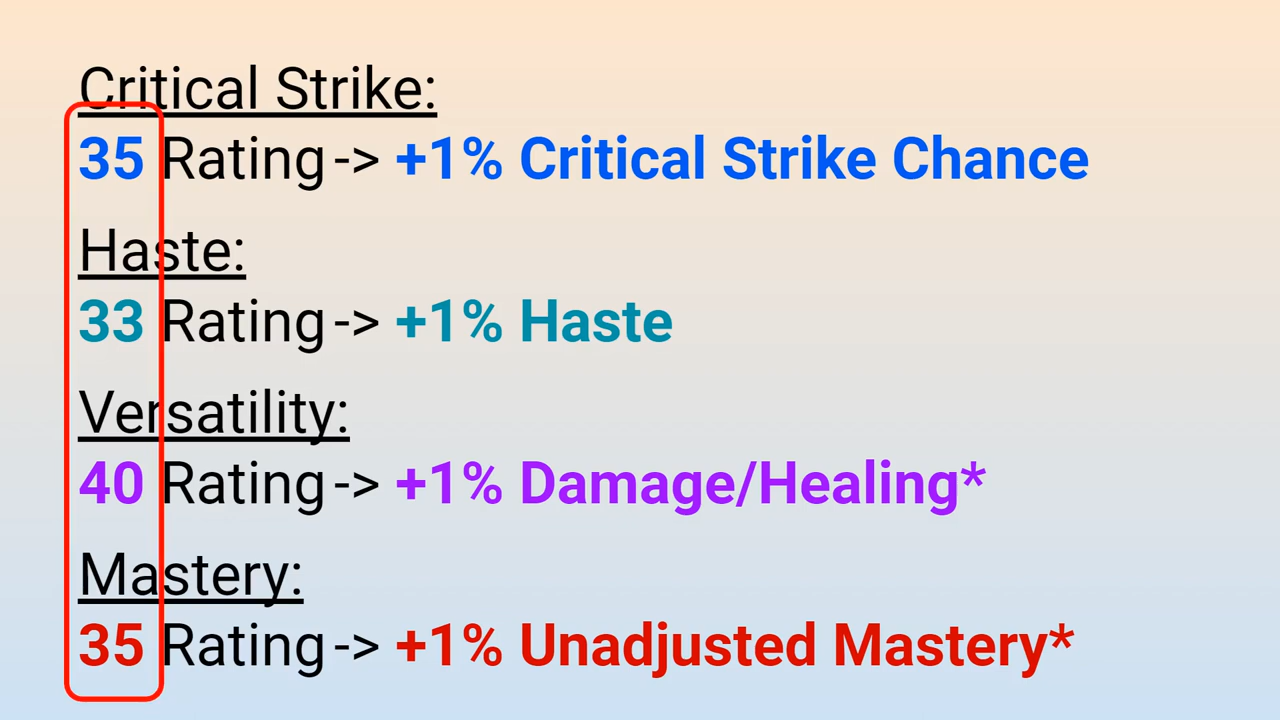 Critical Strike:
35 Rating -> +1% Critical Strike Chance
Haste:
33 Rating -> +1% Haste
Versatility:
40 Rating -> +1% Damage/Healing*
Mastery:
35 Rating -> +1% Unadjusted Mastery*